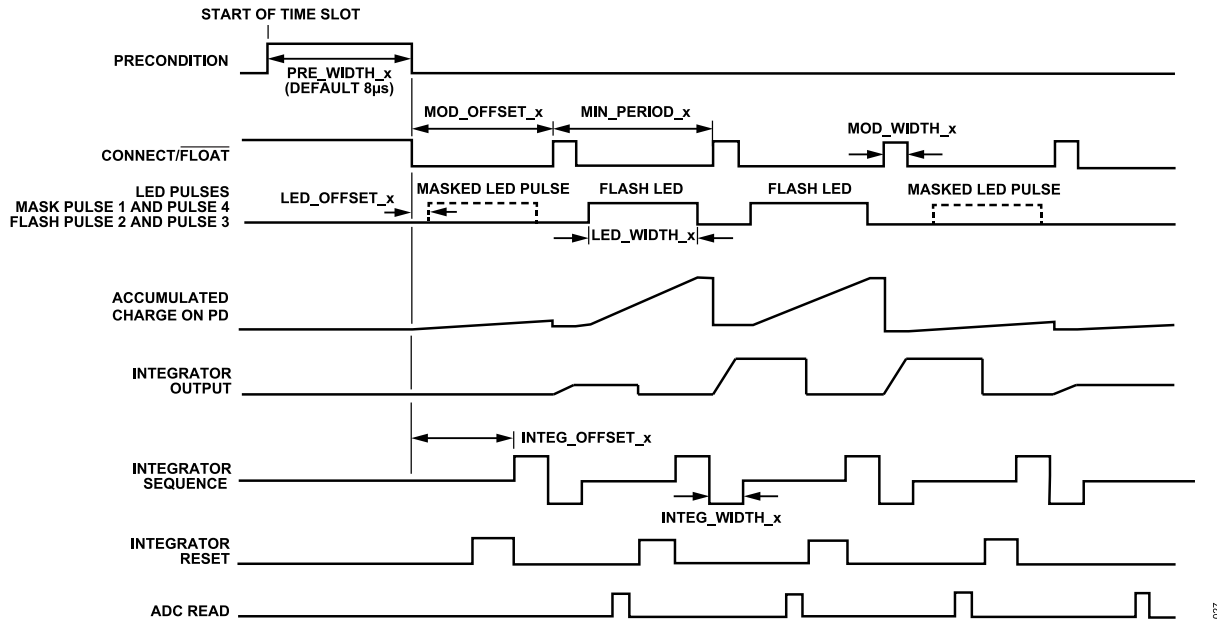 START OF TIME SLOT
PRECONDITION
PRE_WIDTH_x
(DEFAULT 8µs)
MOD_OFFSET_x
MIN_PERIOD_x
MOD_WIDTH_x
CONNECT/FLOAT
LED PULSES
MASK PULSE 1 AND PULSE 4
FLASH PULSE 2 AND PULSE 3
LED_OFFSET_x
MASKED LED PULSE
FLASH LED
FLASH LED
MASKED LED PULSE
LED_WIDTH_x
ACCUMULATED
CHARGE ON PD
INTEGRATOR
OUTPUT
INTEG_OFFSET_x
INTEGRATOR
SEQUENCE
INTEG_WIDTH_x
INTEGRATOR
RESET
ADC READ
027